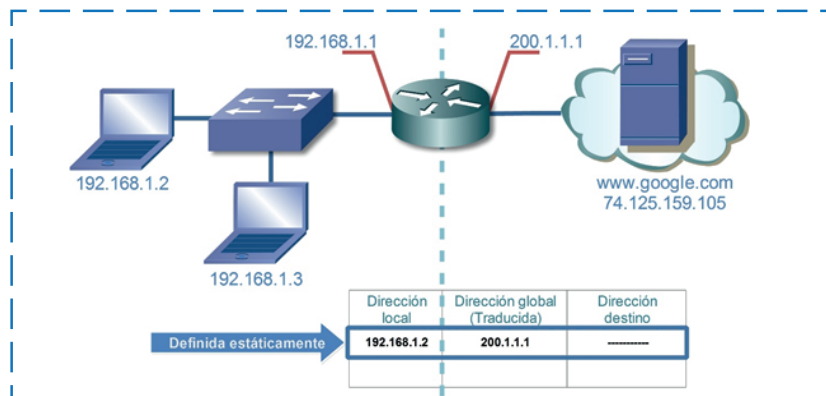 192.168.1.1
200.1.1.1
192.168.1.2
www.google.com
74.125.159.105
192.168.1.3
Dirección local
Dirección global (Traducida)
Dirección destino
Definida estáticamente
192.168.1.2
200.1.1.1
-----------